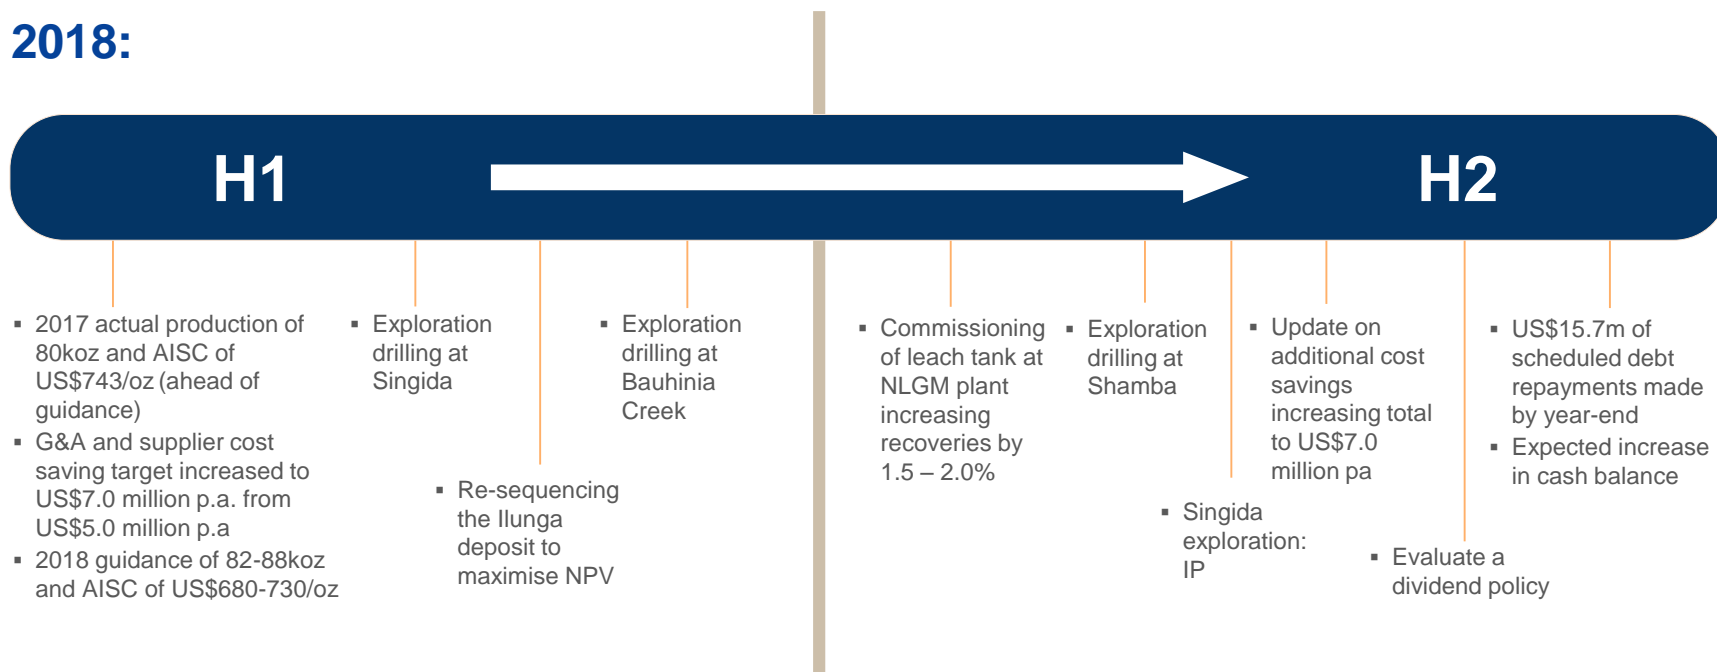 2018:
H1
H2
▪ 2017 actual production of
80koz and AISC of
US$743/oz (ahead of
guidance)
▪ G&A and supplier cost
saving target increased to
US$7.0 million p.a. from
US$5.0 million p.a
▪ 2018 guidance of 82-88koz
and AISC of US$680-730/oz
▪ Exploration
drilling at
Singida
▪ Re-sequencing
the Ilunga
deposit to
maximise NPV
▪ Exploration
drilling at
Bauhinia
Creek
▪ Commissioning
of leach tank at
NLGM plant
increasing
recoveries by
1.5 – 2.0%
▪ Exploration
drilling at
Shamba
▪ Singida
exploration:
IP
▪ Update on
additional cost
savings
increasing total
to US$7.0
million pa
▪ Evaluate a
dividend policy
▪ US$15.7m of
scheduled debt
repayments made
by year-end
▪ Expected increase
in cash balance